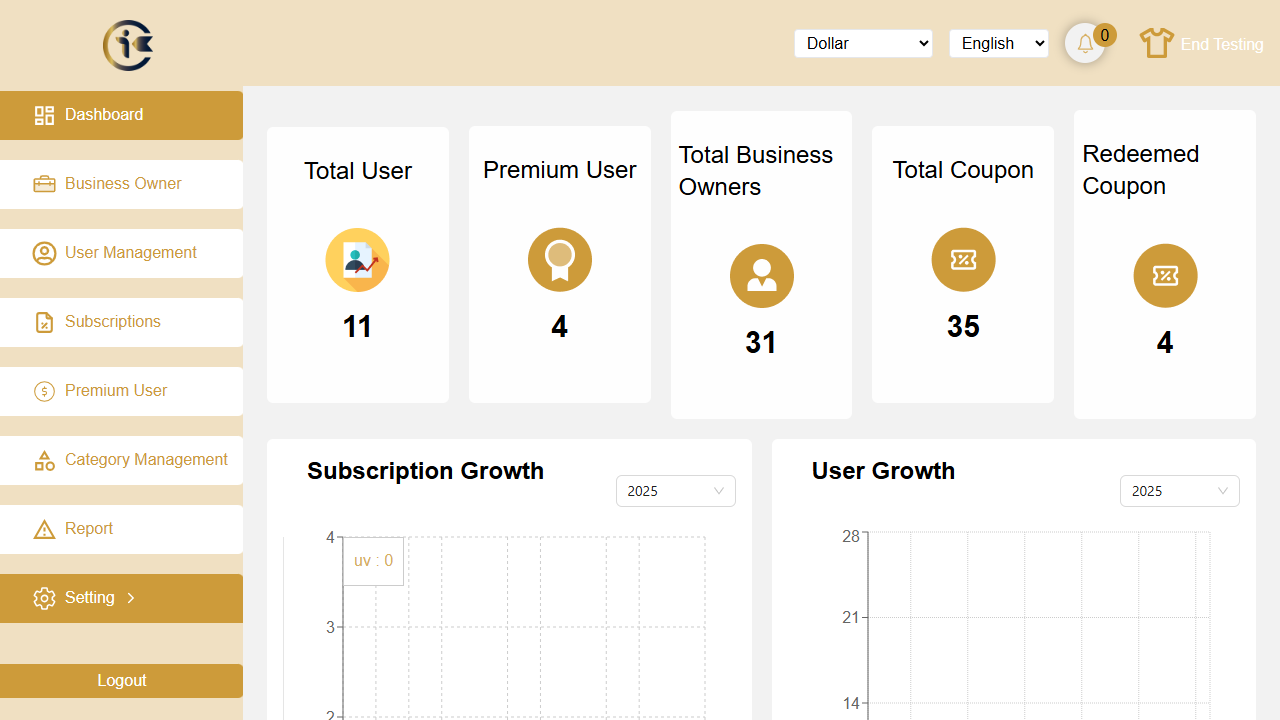 Dollar
English
0
End Testing
Dashboard
Business Owner
User Management
Subscriptions
Premium User
Category Management
Report
Setting
Logout
Total User
11
Premium User
4
Total Business
Owners
31
Total Coupon
35
Redeemed
Coupon
4
Subscription Growth
2025
4
uv : 0
3
2
User Growth
2025
28
21
14